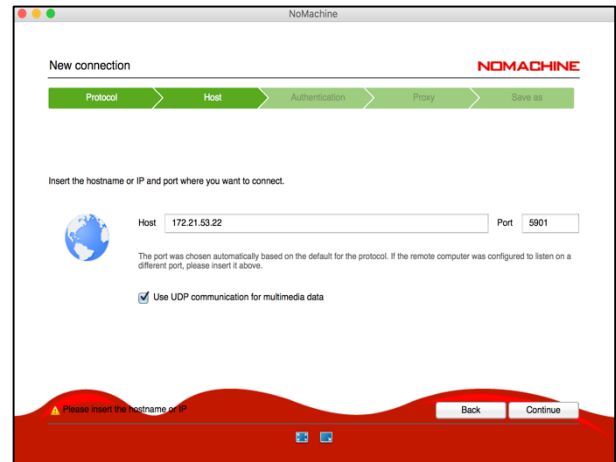 NoMachine
New connection
NOMACHINE
Protocol Host Authentication Proxy Save as
Insert the hostname or IP and port where you want to connect.
Host 172.21.53.22 Port 5901
The port was chosen automatically based on the default for the protocol. If the remote computer was configured to listen on a
different port, please insert it above.
Use UDP communication for multimedia data
Please insert the hostname or IP
Back Continue